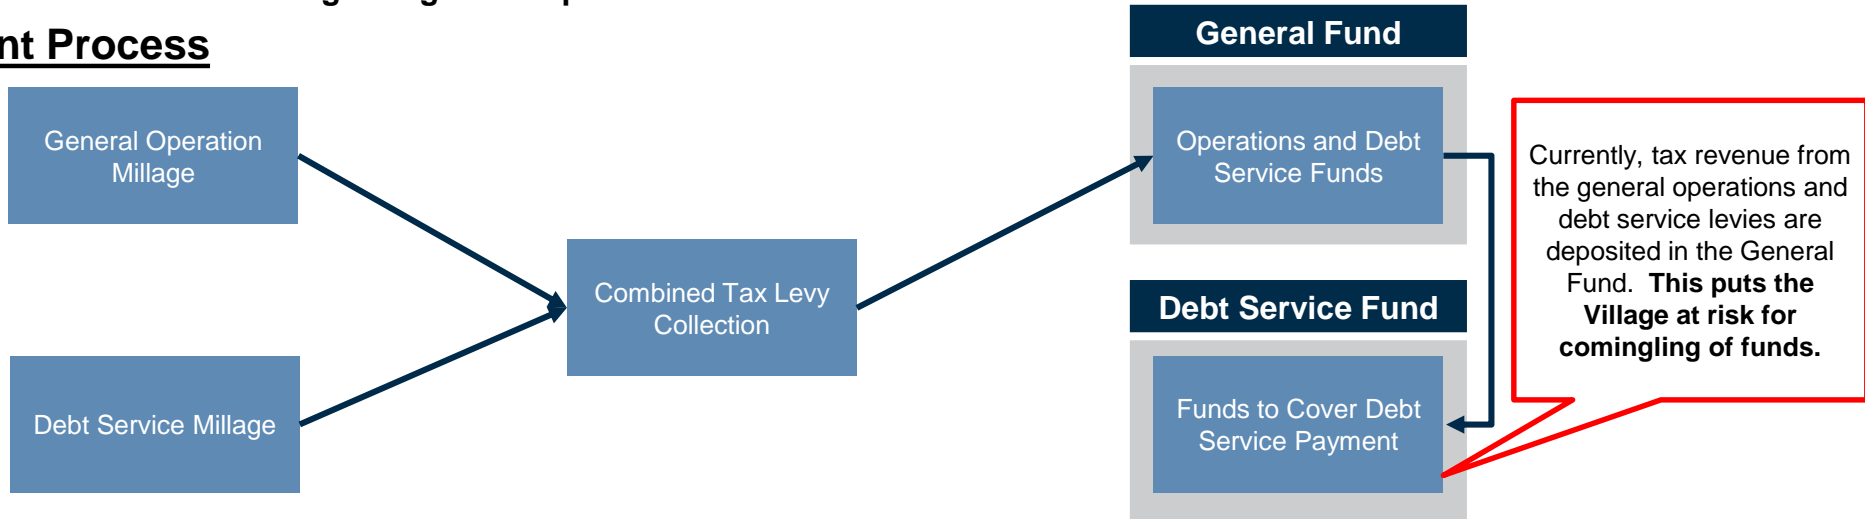 nt Process
General Operation
Millage
Debt Service Millage
Combined Tax Levy
Collection
General Fund
Operations and Debt
Service Funds
Debt Service Fund
Funds to Cover Debt
Service Payment
Currently, tax revenue from
the general operations and
debt service levies are
deposited in the General
Fund. This puts the
Village at risk for
comingling of funds.